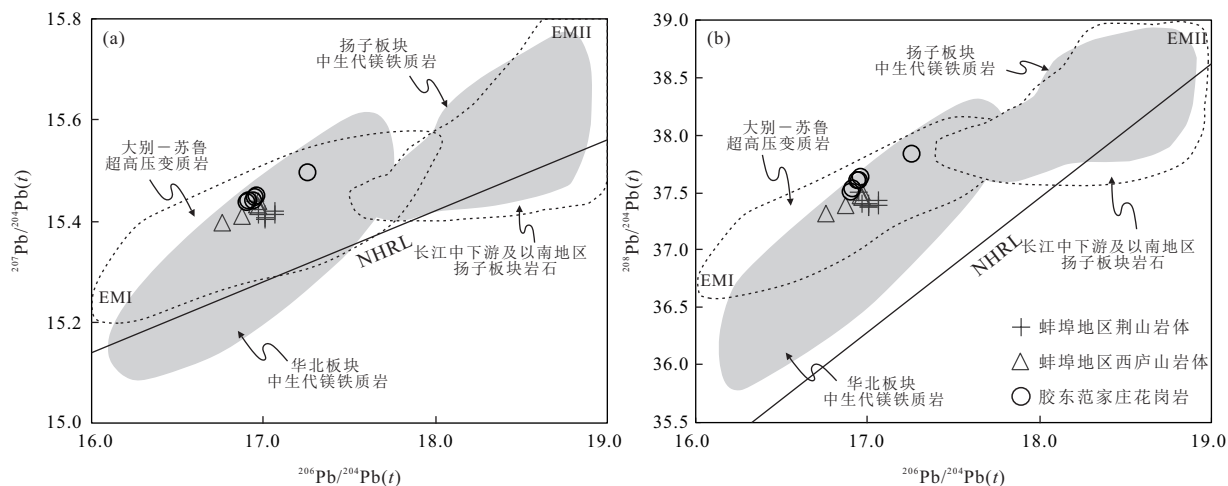 (a)
15.8
15.6
15.4
15.2
15.0
16.0
17.0
18.0
19.0
²⁰⁷Pb/²⁰⁴Pb(t)
²⁰⁶Pb/²⁰⁴Pb(t)
EMII
扬子板块
中生代镁铁质岩
大别－苏鲁
超高压变质岩
NHRL
长江中下游及以南地区
扬子板块岩石
EMI
华北板块
中生代镁铁质岩
(b)
39.0
38.5
38.0
37.5
37.0
36.5
36.0
35.5
16.0
17.0
18.0
19.0
²⁰⁸Pb/²⁰⁴Pb(t)
²⁰⁶Pb/²⁰⁴Pb(t)
EMII
扬子板块
中生代镁铁质岩
大别－苏鲁
超高压变质岩
NHRL
长江中下游及以南地区
扬子板块岩石
EMI
华北板块
中生代镁铁质岩
蚌埠地区荆山岩体
蚌埠地区西庐山岩体
胶东范家庄花岗岩